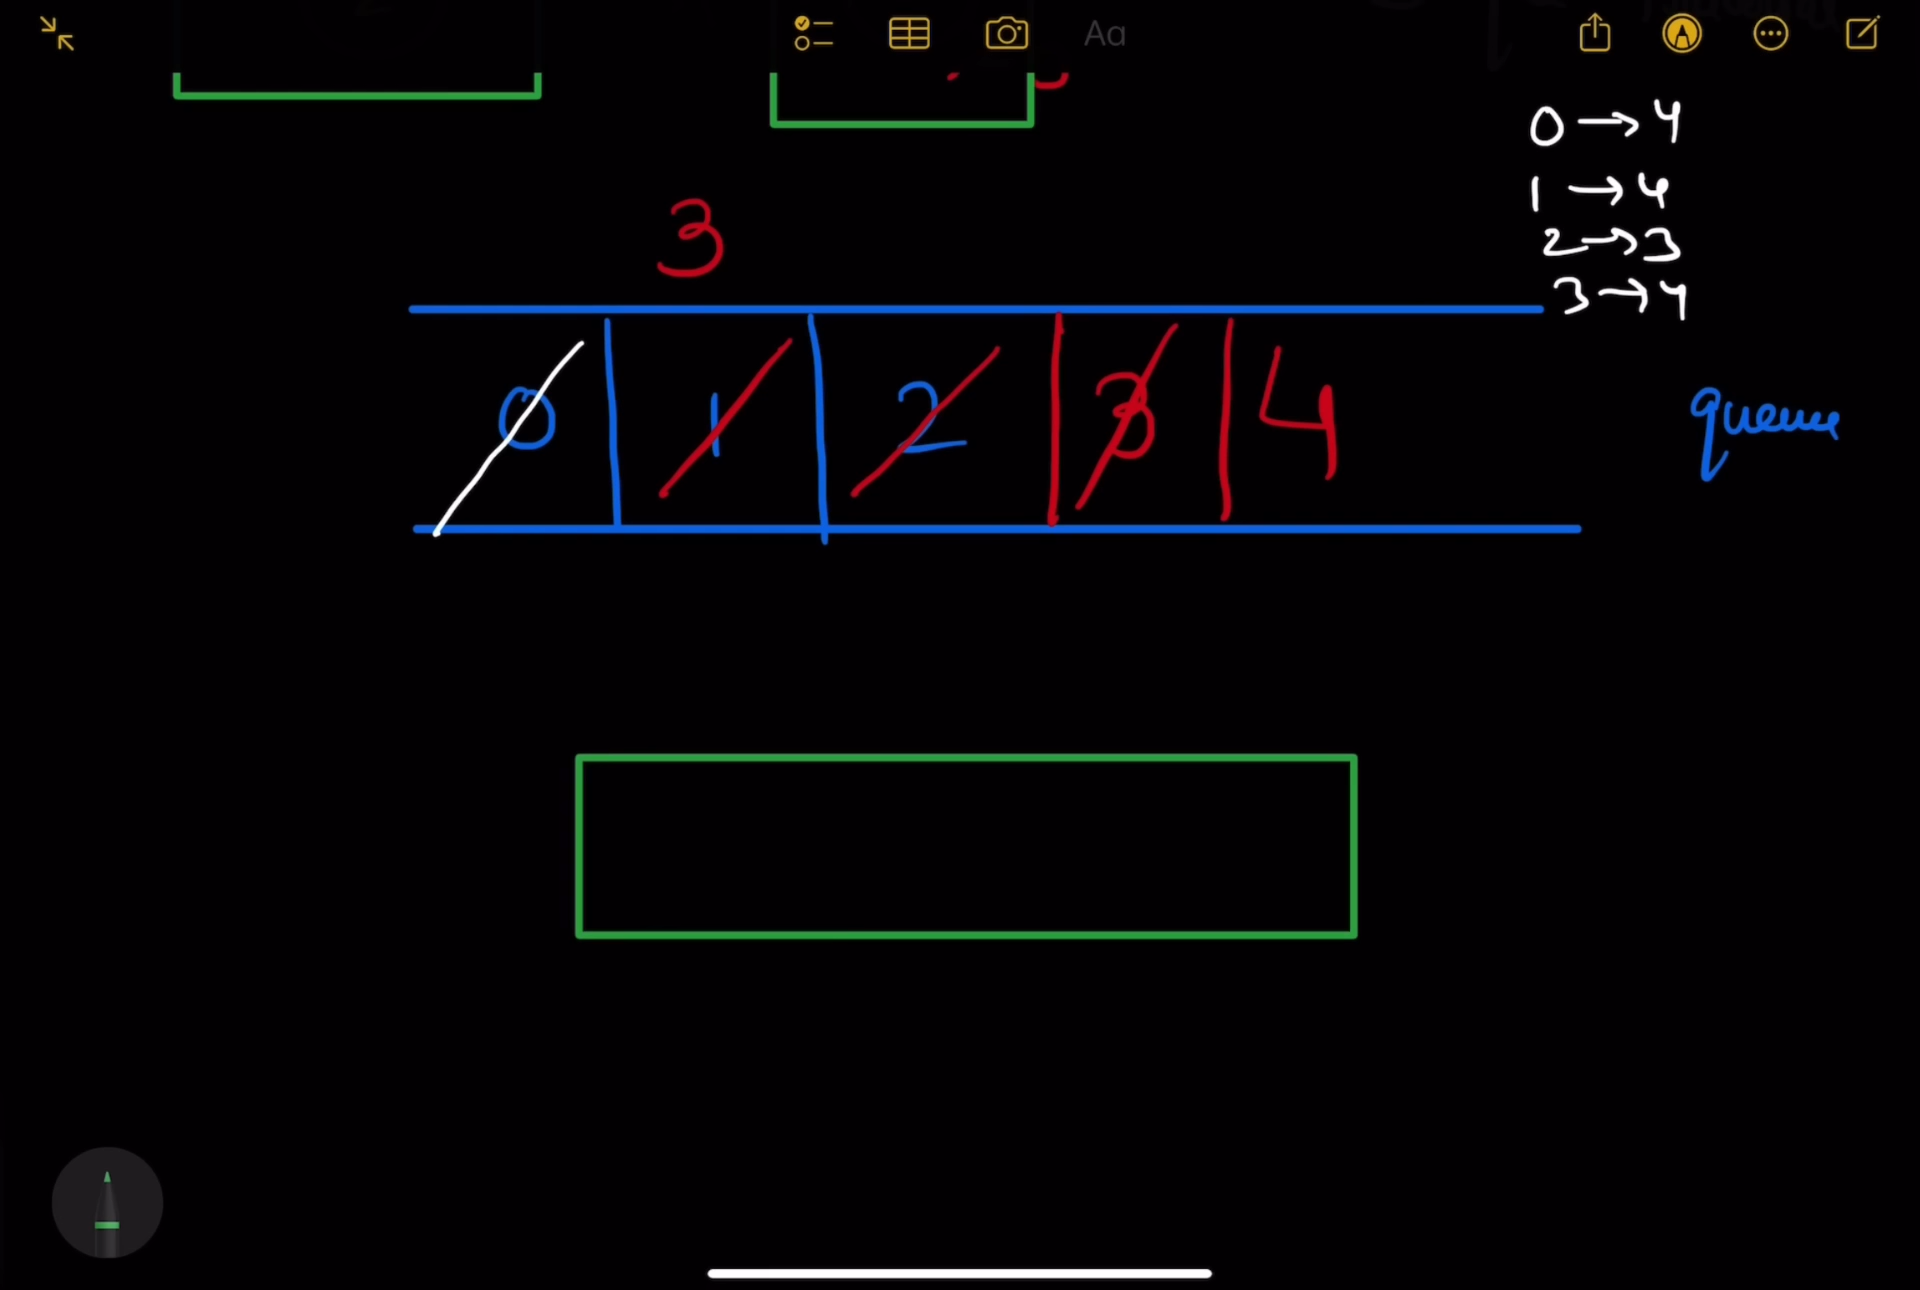 Aa
0 → 4
1 → 4
2 → 3
3 → 4
3
0 1 2 3 4
queue